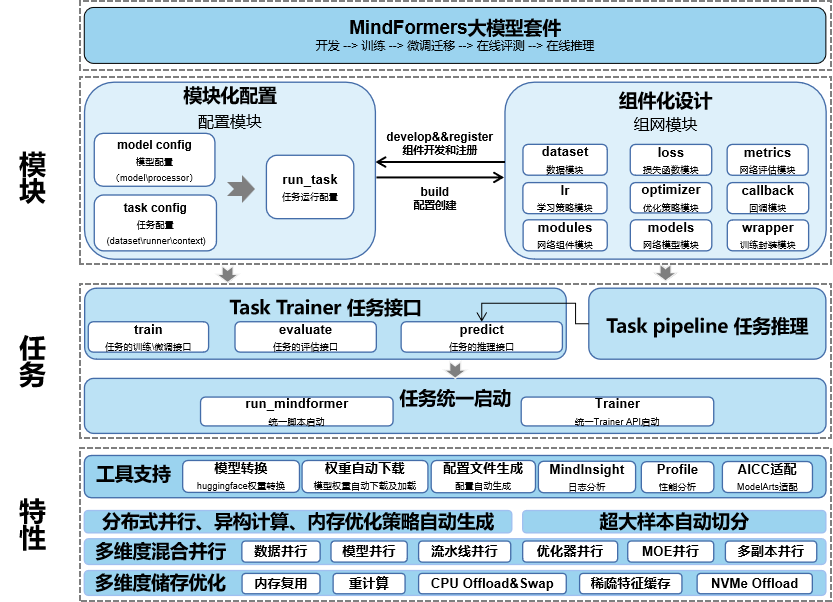 MindFormers大模型套件
开发 --> 训练 --> 微调迁移 --> 在线评测 --> 在线推理
模块
模块化配置
配置模块
model config
模型配置
（model\processor）
task config
任务配置
(dataset\runner\context)
run_task
任务运行配置
develop&&register
组件开发和注册
build
配置创建
组件化设计
组网模块
dataset
数据模块
loss
损失函数模块
metrics
网络评估模块
lr
学习策略模块
optimizer
优化策略模块
callback
回调模块
modules
网络组件模块
models
网络模型模块
wrapper
训练封装模块
任务
Task Trainer 任务接口
train
任务的训练\微调接口
evaluate
任务的评估接口
predict
任务的推理接口
Task pipeline 任务推理
任务统一启动
run_mindformer
统一脚本启动
Trainer
统一Trainer API启动
特性
工具支持
模型转换
huggingface权重转换
权重自动下载
模型权重自动下载及加载
配置文件生成
配置自动生成
MindInsight
日志分析
Profile
性能分析
AICC适配
ModelArts适配
分布式并行、异构计算、内存优化策略自动生成
超大样本自动切分
多维度混合并行
数据并行
模型并行
流水线并行
优化器并行
MOE并行
多副本并行
多维度储存优化
内存复用
重计算
CPU Offload&Swap
稀疏特征缓存
NVMe Offload